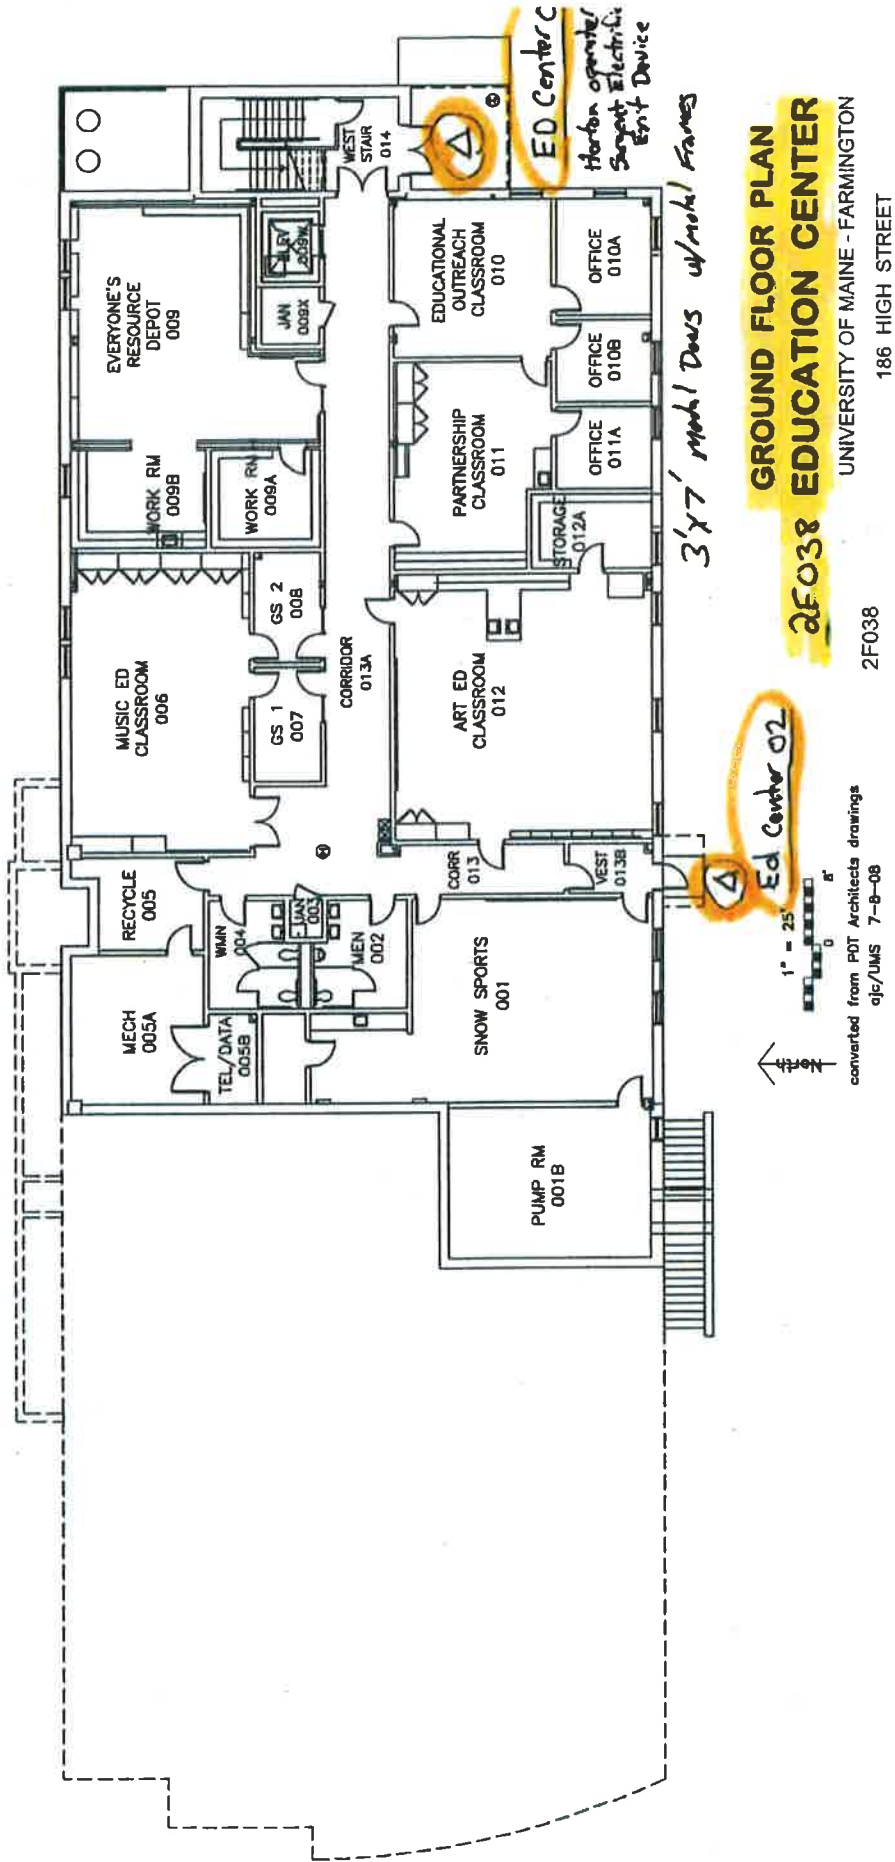 EVERYONE'S
RESOURCE
DEPOT
009
WORK RM
009B
WORK RM
009A
JAN
009X
ELEV
009W
WEST
STAIR
014
MUSIC ED
CLASSROOM
006
GS 2
008
GS 1
007
CORRIDOR
013A
EDUCATIONAL
OUTREACH
CLASSROOM
010
OFFICE
010A
OFFICE
010B
PARTNERSHIP
CLASSROOM
011
OFFICE
011A
STORAGE
012A
ART ED
CLASSROOM
012
RECYCLE
005
MECH
005A
TEL/DATA
005B
WMN
004
JAN
003
MEN
002
CORR
013
VEST
013B
SNOW SPORTS
001
PUMP RM
001B
ED Center C
Horton operator
Sargent Electrific
Exit Device
3'x7' Metal Doors w/metal Frames
Ed Center 02
GROUND FLOOR PLAN
2F038 EDUCATION CENTER
UNIVERSITY OF MAINE - FARMINGTON
186 HIGH STREET
2F038
1" = 25'
0 8'
converted from PDT Architects drawings
ajc/UMS 7-8-08